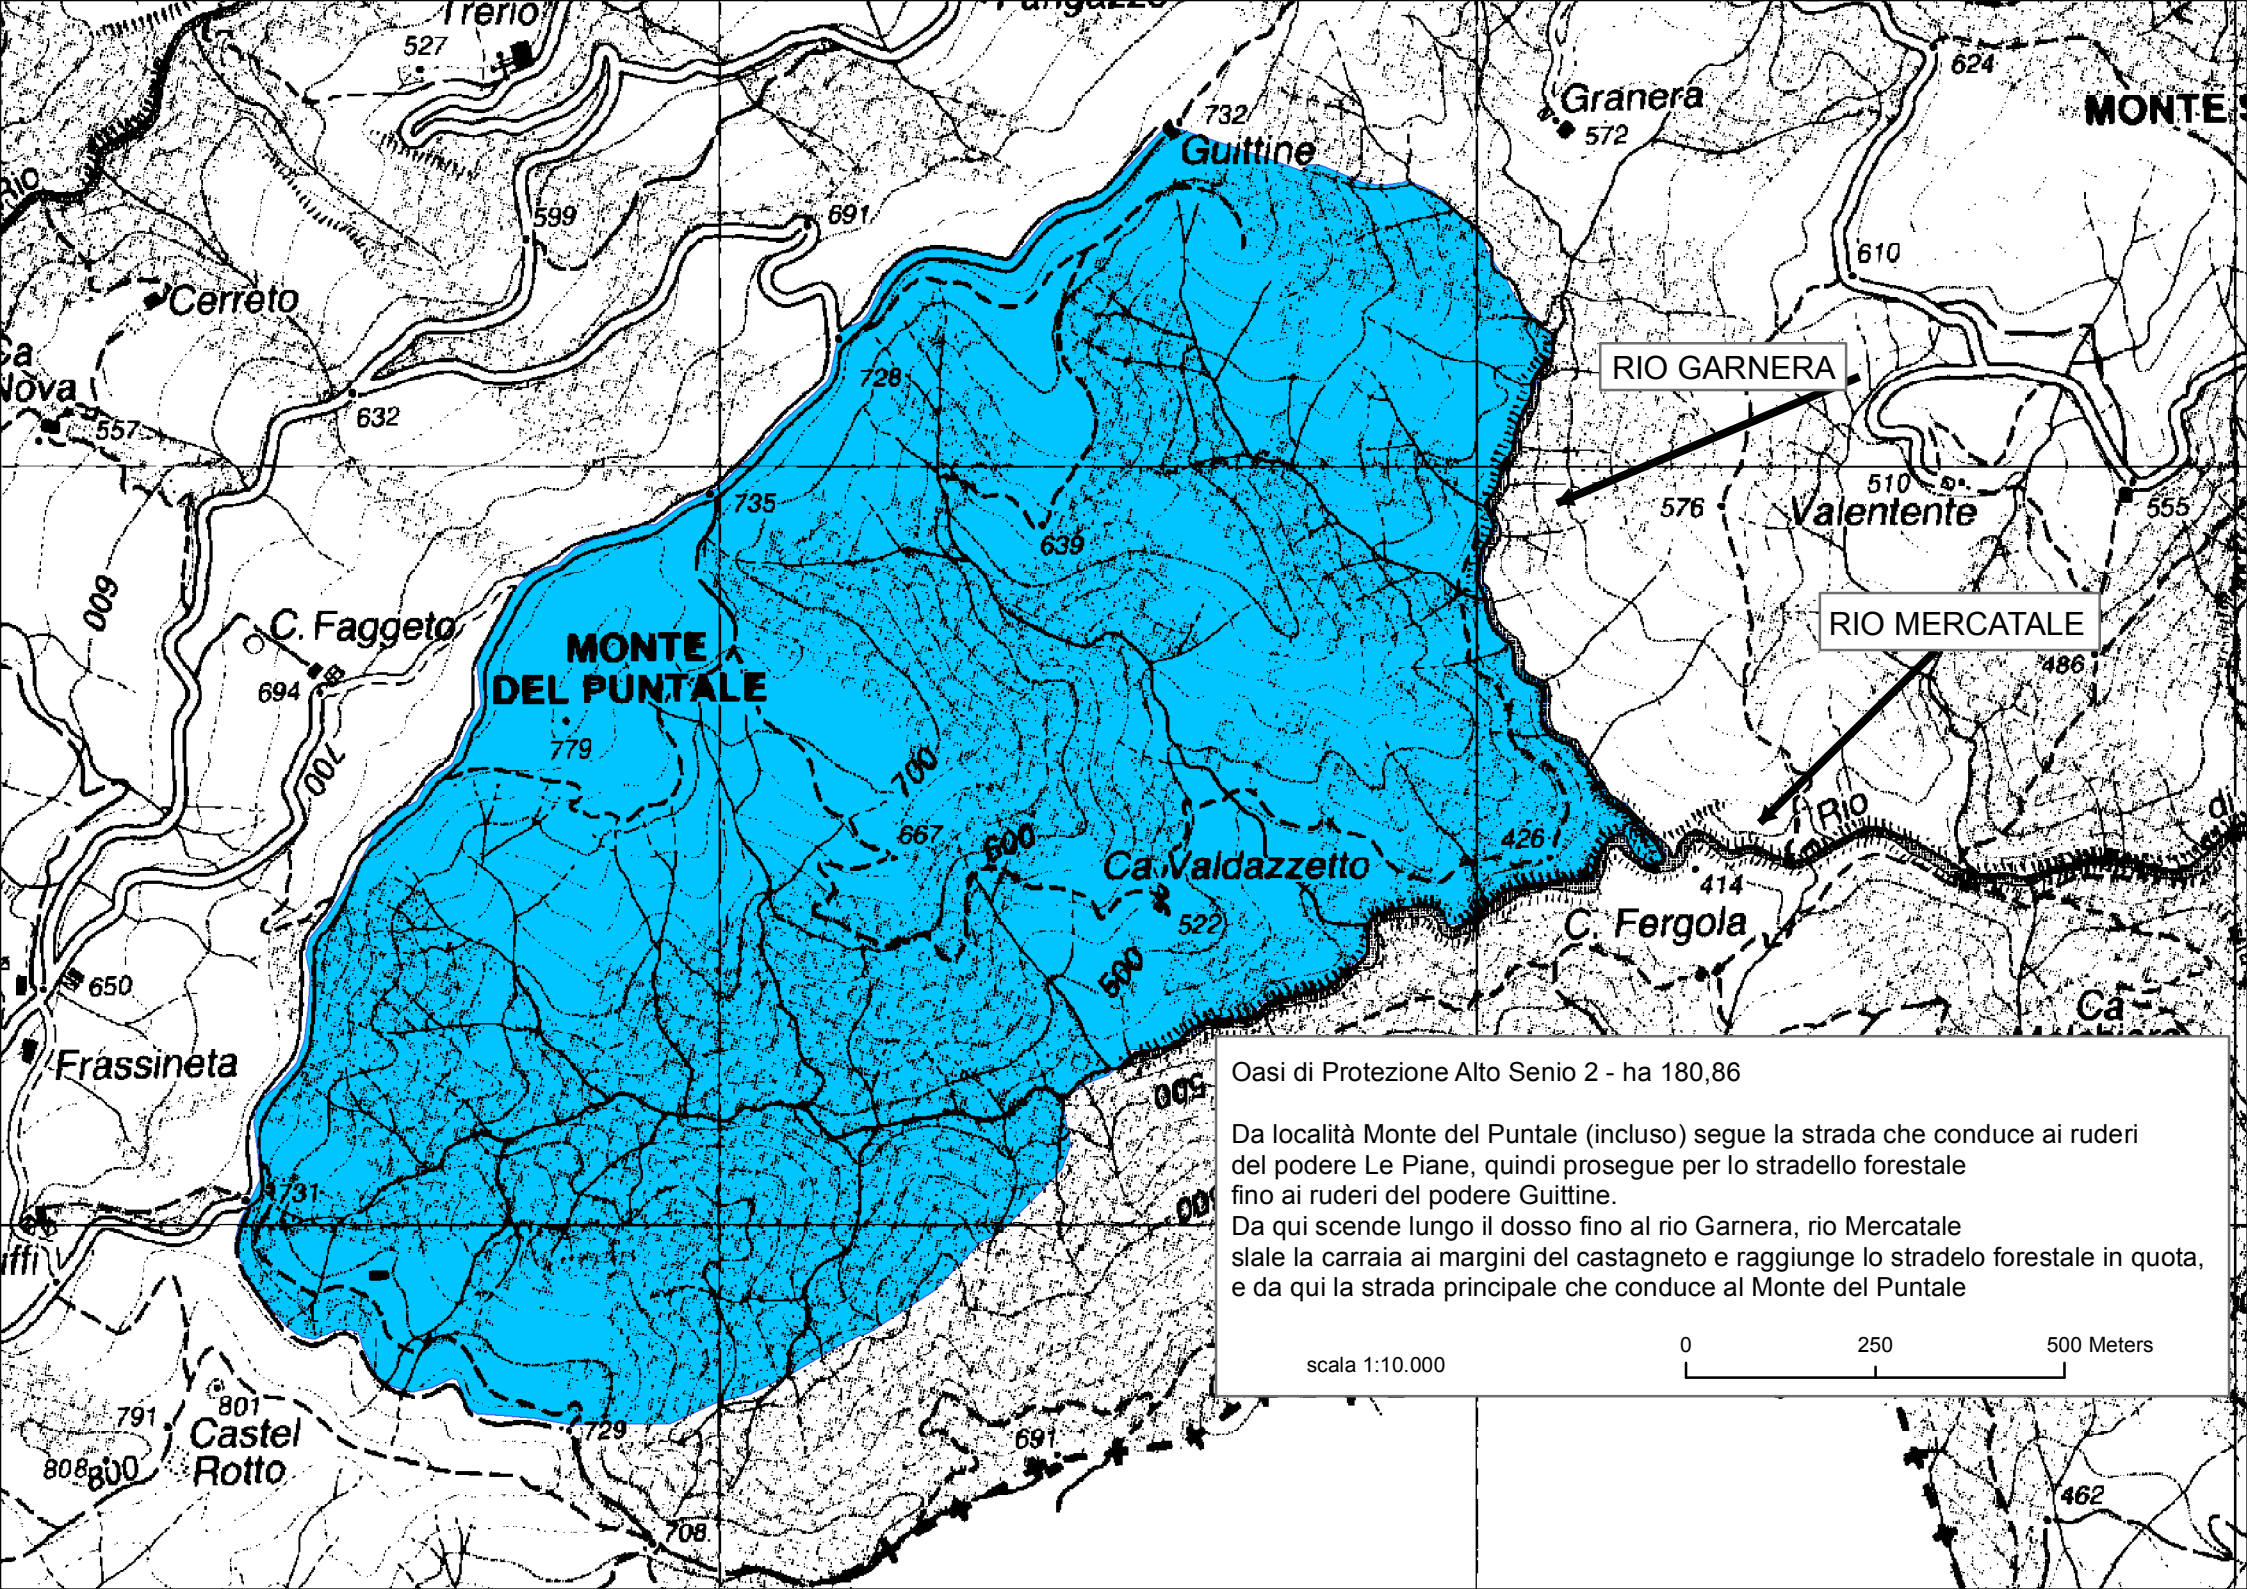 Trerio
527
732
Guittine
Granera
572
624
MONTE
Rio
599
691
610
Cerreto
Nova
557
632
728
RIO GARNERA
735
639
576
510
Valentente
555
600
C. Faggeto
694
MONTE
DEL PUNTALE
779
RIO MERCATALE
486
700
700
667
600
Ca Valdazzetto
522
426
Rio
di
414
C. Fergola
500
650
Frassineta
Ca
500
731
iffi
801
791
Castel
Rotto
808
800
729
691
708
462
Oasi di Protezione Alto Senio 2 - ha 180,86
Da località Monte del Puntale (incluso) segue la strada che conduce ai ruderi
del podere Le Piane, quindi prosegue per lo stradello forestale
fino ai ruderi del podere Guittine.
Da qui scende lungo il dosso fino al rio Garnera, rio Mercatale
slale la carraia ai margini del castagneto e raggiunge lo stradelo forestale in quota,
e da qui la strada principale che conduce al Monte del Puntale
scala 1:10.000
0 250 500 Meters